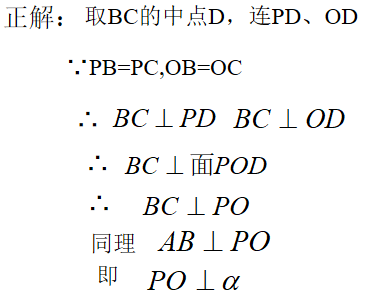 正解： 取BC的中点D，连PD、OD
∵PB=PC,OB=OC
∴ BC⊥PD BC⊥OD
∴ BC⊥面POD
∴ BC⊥PO
同理 AB⊥PO
即 PO⊥α